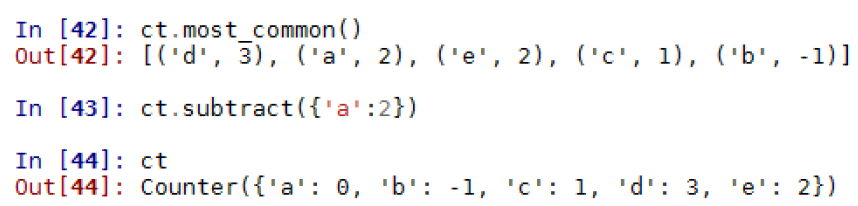 In [42]: ct.most_common()
Out[42]: [('d', 3), ('a', 2), ('e', 2), ('c', 1), ('b', -1)]
In [43]: ct.subtract({'a':2})
In [44]: ct
Out[44]: Counter({'a': 0, 'b': -1, 'c': 1, 'd': 3, 'e': 2})